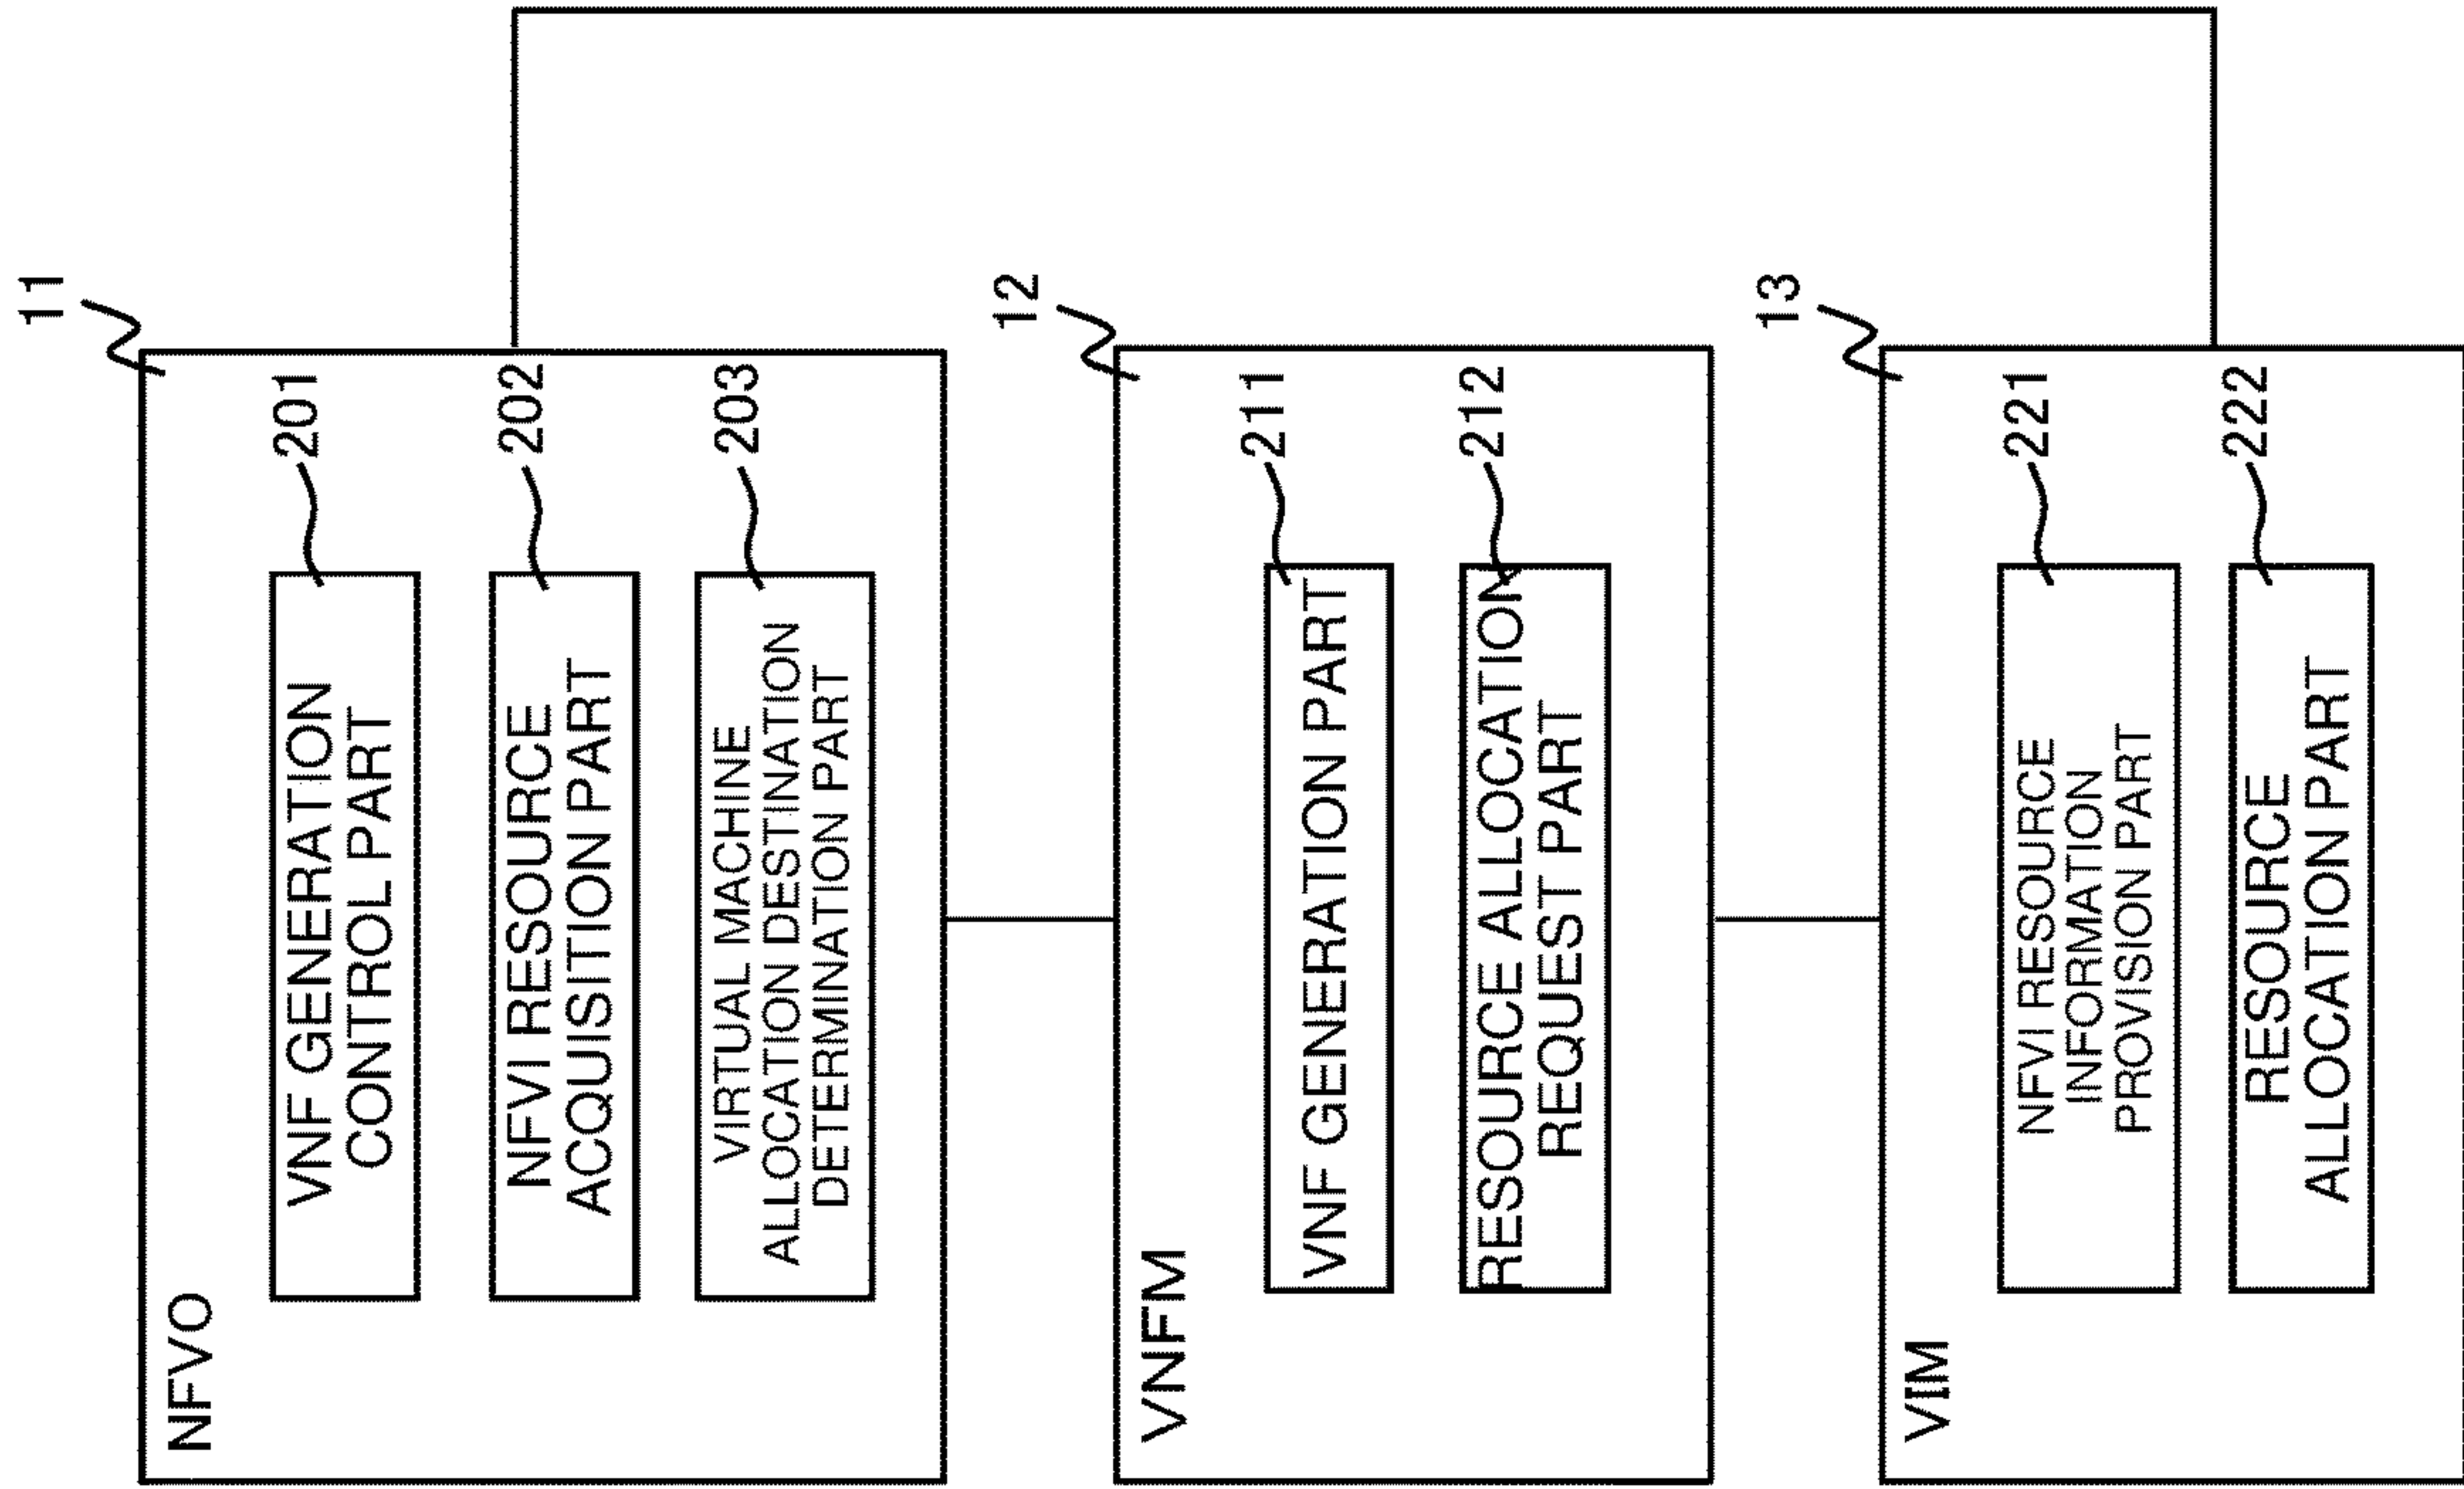 11
NFVO
VNF GENERATION
CONTROL PART
201
NFVI RESOURCE
ACQUISITION PART
202
VIRTUAL MACHINE
ALLOCATION DESTINATION
DETERMINATION PART
203
12
VNFM
VNF GENERATION PART
211
RESOURCE ALLOCATION
REQUEST PART
212
13
VIM
NFVI RESOURCE
INFORMATION
PROVISION PART
221
RESOURCE
ALLOCATION PART
222